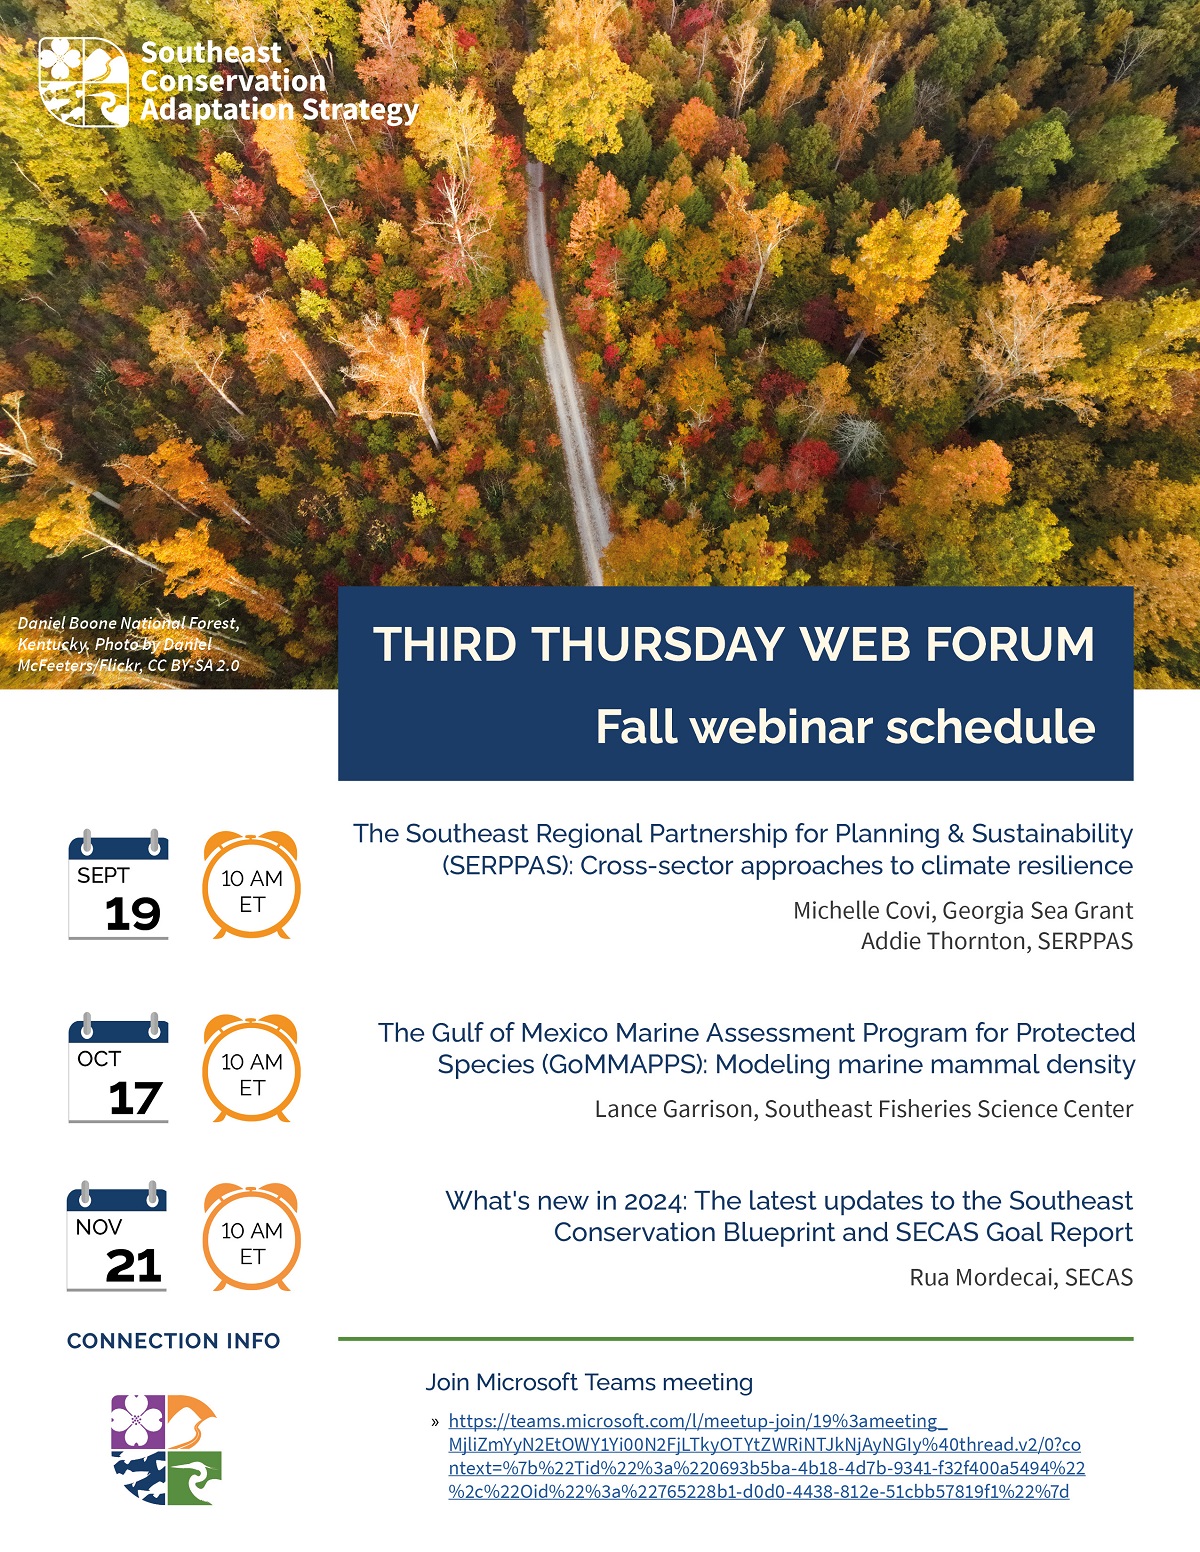 Southeast
Conservation
Adaptation Strategy
Daniel Boone National Forest,
Kentucky. Photo by Daniel
McFeeters/Flickr, CC BY-SA 2.0
THIRD THURSDAY WEB FORUM
Fall webinar schedule
SEPT
19
10 AM
ET
The Southeast Regional Partnership for Planning & Sustainability
(SERPPAS): Cross-sector approaches to climate resilience
Michelle Covi, Georgia Sea Grant
Addie Thornton, SERPPAS
OCT
17
10 AM
ET
The Gulf of Mexico Marine Assessment Program for Protected
Species (GoMMAPPS): Modeling marine mammal density
Lance Garrison, Southeast Fisheries Science Center
NOV
21
10 AM
ET
What's new in 2024: The latest updates to the Southeast
Conservation Blueprint and SECAS Goal Report
Rua Mordecai, SECAS
CONNECTION INFO
Join Microsoft Teams meeting
» https://teams.microsoft.com/l/meetup-join/19%3ameeting_
MjliZmYyN2EtOWY1Yi00N2FjLTkyOTYtZWRiNTJkNjAyNGIy%40thread.v2/0?co
ntext=%7b%22Tid%22%3a%220693b5ba-4b18-4d7b-9341-f32f400a5494%22
%2c%22Oid%22%3a%22765228b1-d0d0-4438-812e-51cbb57819f1%22%7d